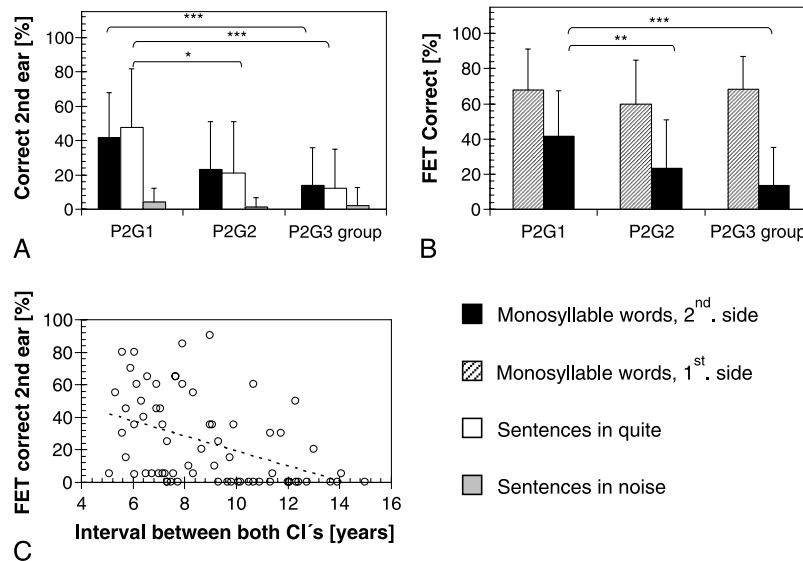 Correct 2nd ear [%]
100
80
60
40
20
0
***
***
*
P2G1
P2G2
P2G3 group
A
FET Correct [%]
100
80
60
40
20
0
***
**
P2G1
P2G2
P2G3 group
B
FET correct 2nd ear [%]
100
80
60
40
20
0
4
6
8
10
12
14
16
Interval between both CI´s [years]
C
Monosyllable words, 2nd. side
Monosyllable words, 1st. side
Sentences in quite
Sentences in noise